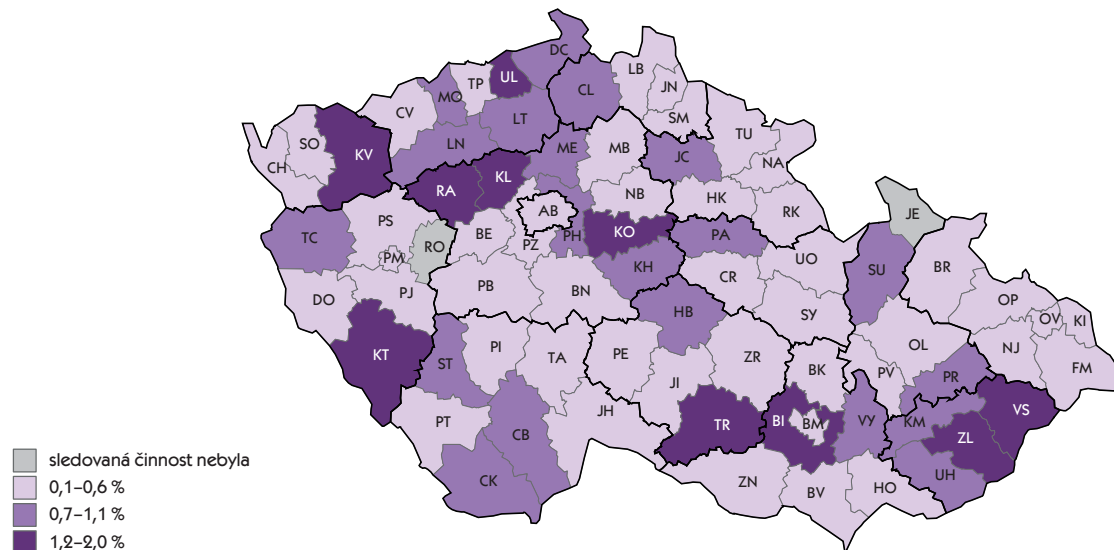 DC
LB
UL
TP
CL
JN
MO
CV
LT
SM
TU
LN
SO
ME
MB
JC
NA
KV
CH
KL
RA
NB
HK
RK
AB
JE
PS
BE
TC
RO
PZ
PH
KO
PA
UO
BR
PM
KH
CR
SU
PB
BN
DO
PJ
HB
SY
OP
OV
KI
OL
NJ
PI
TA
PE
ZR
KT
ST
BK
PV
PR
FM
JI
JH
VS
PT
CB
TR
BI
BM
VY
KM
ZL
CK
ZN
BV
HO
UH
sledovaná činnost nebyla
0,1–0,6 %
0,7–1,1 %
1,2–2,0 %